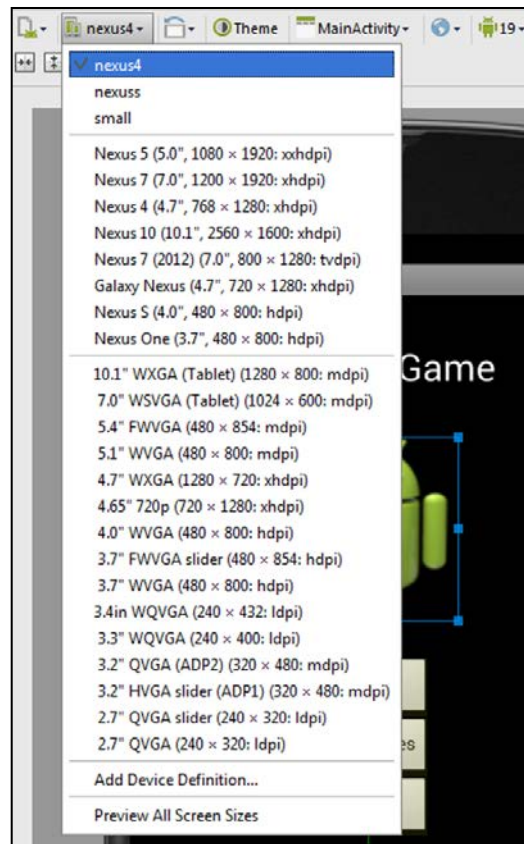 nexus4
Theme
MainActivity
19
nexus4
nexuss
small
Nexus 5 (5.0", 1080 × 1920: xxhdpi)
Nexus 7 (7.0", 1200 × 1920: xhdpi)
Nexus 4 (4.7", 768 × 1280: xhdpi)
Nexus 10 (10.1", 2560 × 1600: xhdpi)
Nexus 7 (2012) (7.0", 800 × 1280: tvdpi)
Galaxy Nexus (4.7", 720 × 1280: xhdpi)
Nexus S (4.0", 480 × 800: hdpi)
Nexus One (3.7", 480 × 800: hdpi)
10.1" WXGA (Tablet) (1280 × 800: mdpi)
7.0" WSVGA (Tablet) (1024 × 600: mdpi)
5.4" FWVGA (480 × 854: mdpi)
5.1" WVGA (480 × 800: mdpi)
4.7" WXGA (1280 × 720: xhdpi)
4.65" 720p (720 × 1280: xhdpi)
4.0" WVGA (480 × 800: hdpi)
3.7" FWVGA slider (480 × 854: hdpi)
3.7" WVGA (480 × 800: hdpi)
3.4in WQVGA (240 × 432: ldpi)
3.3" WQVGA (240 × 400: ldpi)
3.2" QVGA (ADP2) (320 × 480: mdpi)
3.2" HVGA slider (ADP1) (320 × 480: mdpi)
2.7" QVGA slider (240 × 320: ldpi)
2.7" QVGA (240 × 320: ldpi)
Add Device Definition...
Preview All Screen Sizes
Game
es